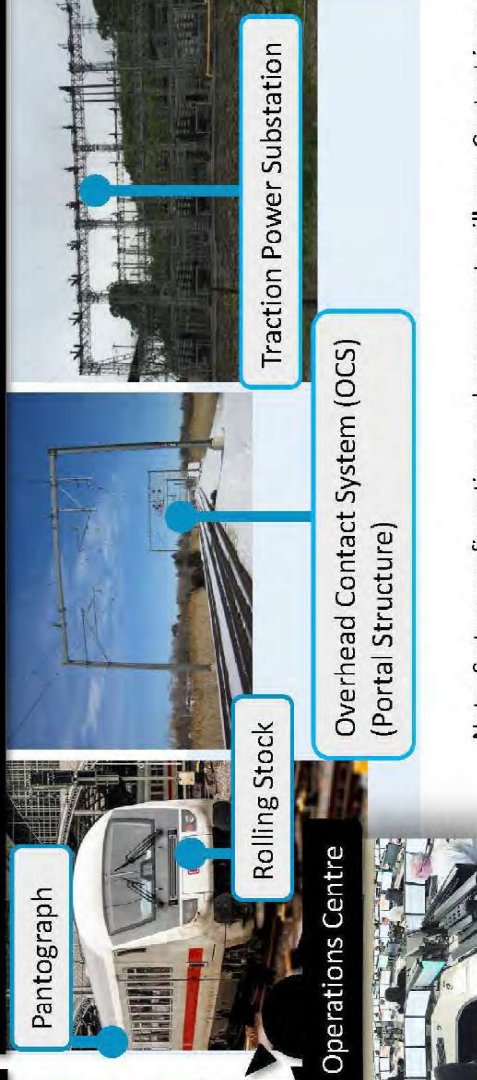 Pantograph
Rolling Stock
Operations Centre
Overhead Contact System (OCS)
(Portal Structure)
Traction Power Substation